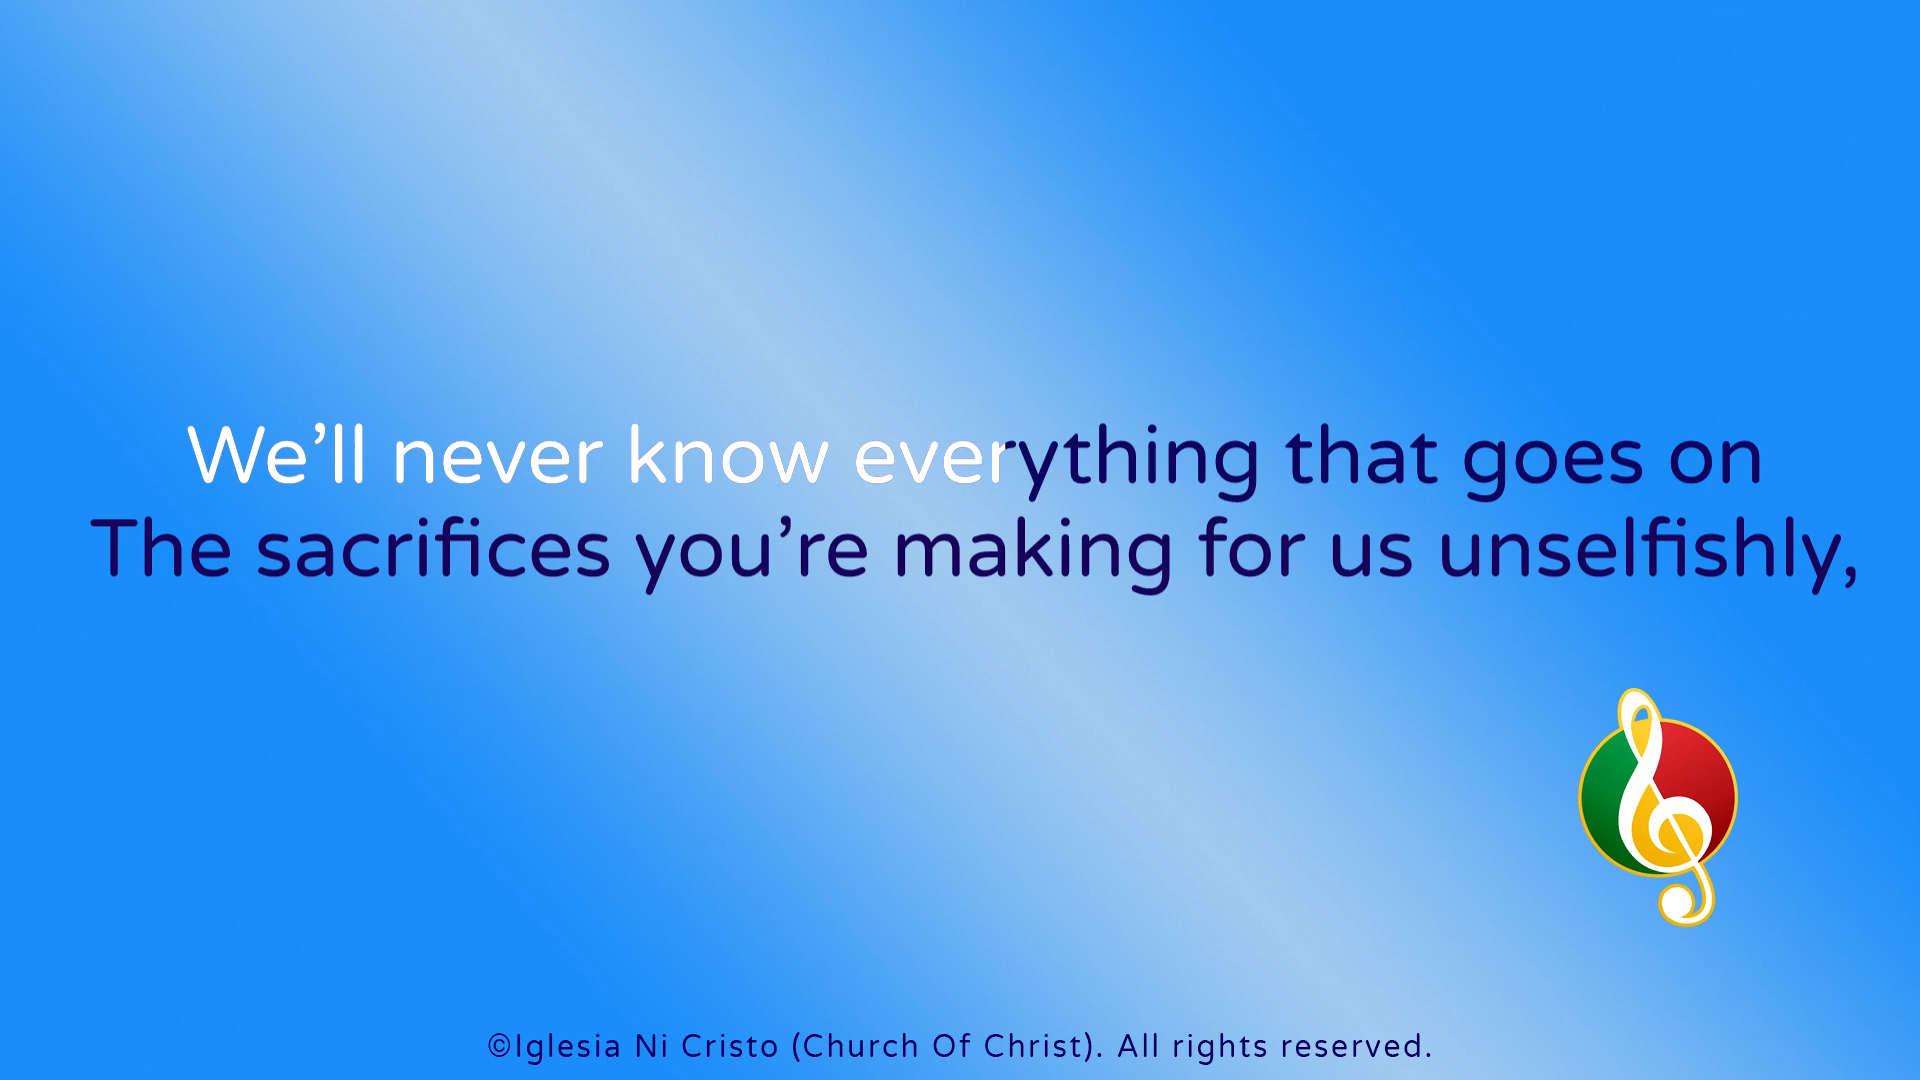 We’ll never know everything that goes on
The sacrifices you’re making for us unselfishly,
©Iglesia Ni Cristo (Church Of Christ). All rights reserved.